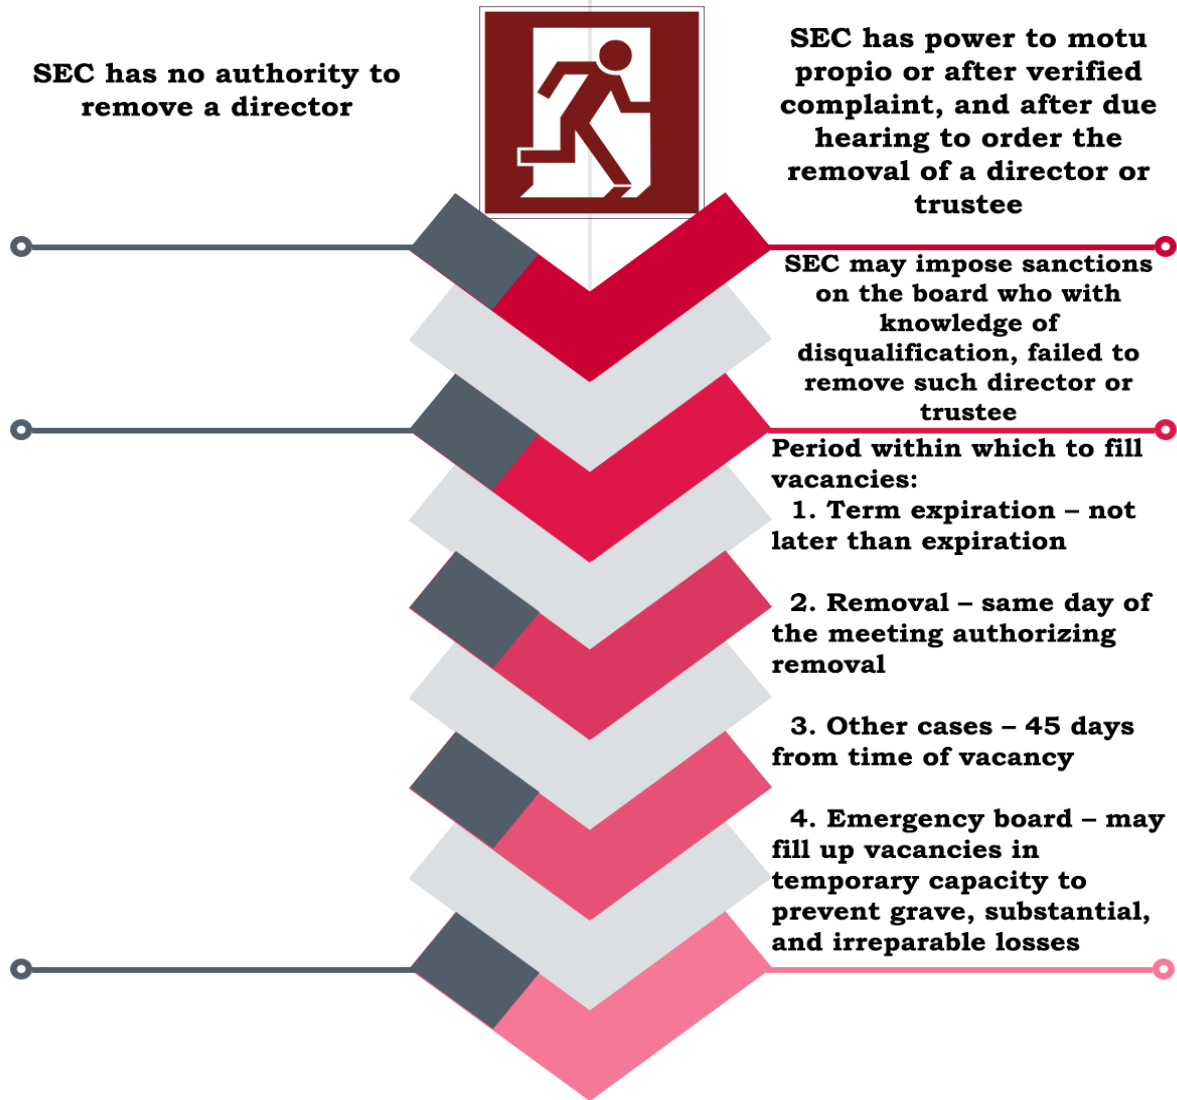 SEC has no authority to
remove a director
SEC has power to motu
propio or after verified
complaint, and after due
hearing to order the
removal of a director or
trustee
SEC may impose sanctions
on the board who with
knowledge of
disqualification, failed to
remove such director or
trustee
Period within which to fill
vacancies:
1. Term expiration – not
later than expiration
2. Removal – same day of
the meeting authorizing
removal
3. Other cases – 45 days
from time of vacancy
4. Emergency board – may
fill up vacancies in
temporary capacity to
prevent grave, substantial,
and irreparable losses